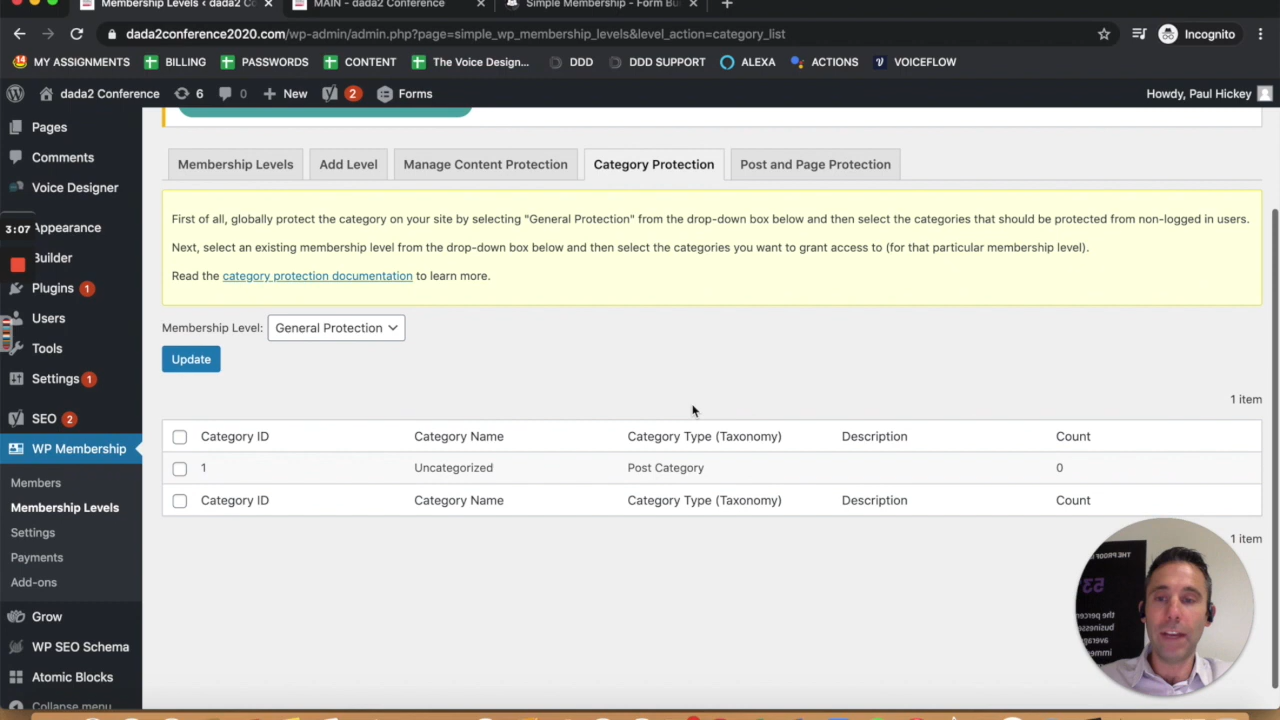 Membership Levels < dada2 Co
MAIN - dada2 Conference
Simple Membership - Form Bu
dada2conference2020.com/wp-admin/admin.php?page=simple_wp_membership_levels&level_action=category_list
Incognito
MY ASSIGNMENTS
BILLING
PASSWORDS
CONTENT
The Voice Design...
DDD
DDD SUPPORT
ALEXA
ACTIONS
VOICEFLOW
dada2 Conference
6
0
New
2
Forms
Howdy, Paul Hickey
Pages
Comments
Voice Designer
Appearance
Builder
Plugins 1
Users
Tools
Settings 1
SEO 2
WP Membership
Members
Membership Levels
Settings
Payments
Add-ons
Grow
WP SEO Schema
Atomic Blocks
Collapse menu
3:07
Membership Levels
Add Level
Manage Content Protection
Category Protection
Post and Page Protection
First of all, globally protect the category on your site by selecting "General Protection" from the drop-down box below and then select the categories that should be protected from non-logged in users.
Next, select an existing membership level from the drop-down box below and then select the categories you want to grant access to (for that particular membership level).
Read the category protection documentation to learn more.
Membership Level: General Protection
Update
1 item
Category ID Category Name Category Type (Taxonomy) Description Count
1 Uncategorized Post Category 0
Category ID Category Name Category Type (Taxonomy) Description Count
1 item